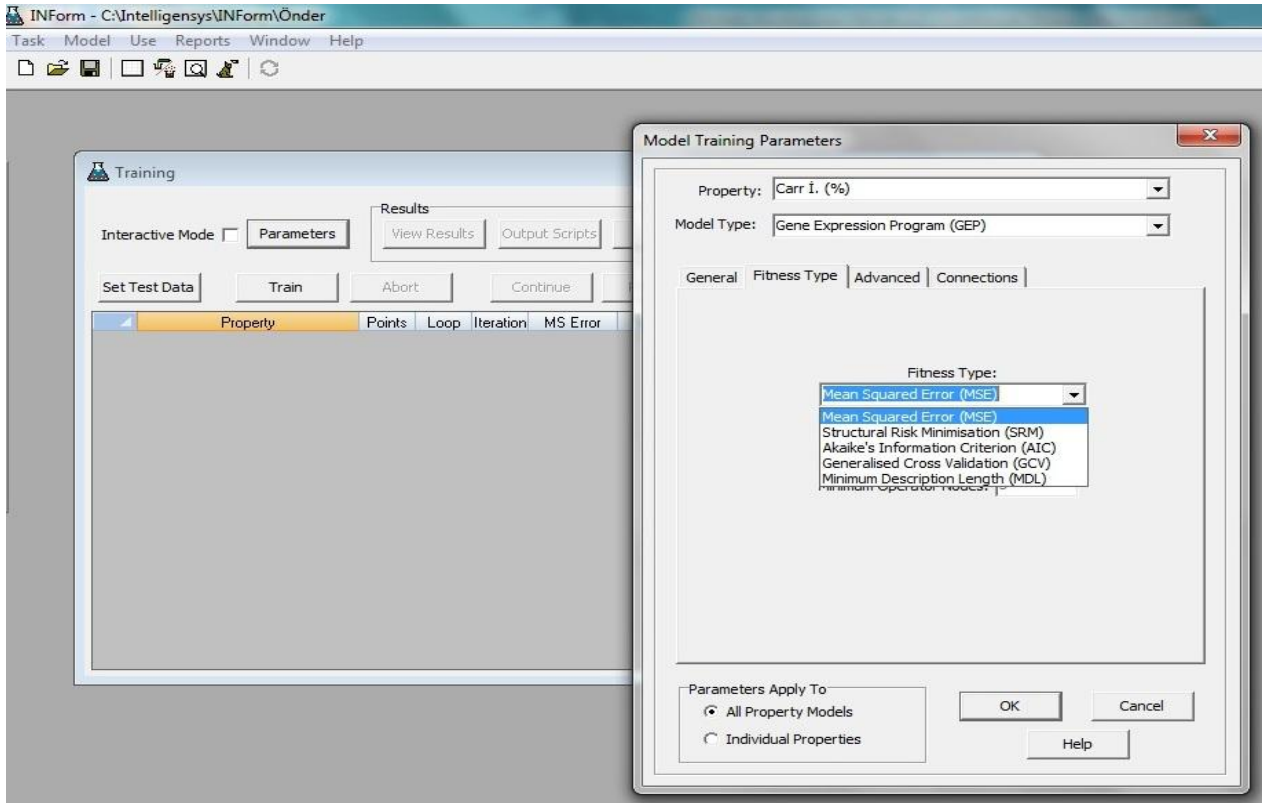 INForm - C:\Intelligensys\INForm\Önder
Task Model Use Reports Window Help
Training
Interactive Mode Parameters
Results
View Results Output Scripts
Set Test Data Train Abort Continue
Property Points Loop Iteration MS Error
Model Training Parameters
Property: Carr İ. (%)
Model Type: Gene Expression Program (GEP)
General Fitness Type Advanced Connections
Fitness Type:
Mean Squared Error (MSE)
Mean Squared Error (MSE)
Structural Risk Minimisation (SRM)
Akaike's Information Criterion (AIC)
Generalised Cross Validation (GCV)
Minimum Description Length (MDL)
Minimum Operator Nodes:
Parameters Apply To
All Property Models
Individual Properties
OK Cancel
Help